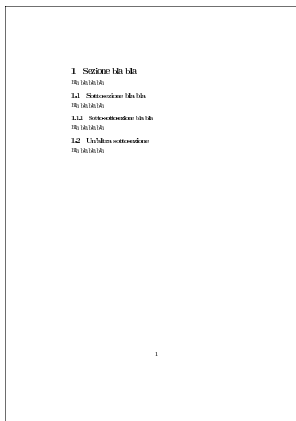 1 Sezione bla bla
Bla bla bla bla
1.1 Sottosezione bla bla
Bla bla bla bla
1.1.1 Sottosottosezione bla bla
Bla bla bla bla
1.2 Un'altra sottosezione
Bla bla bla bla
1